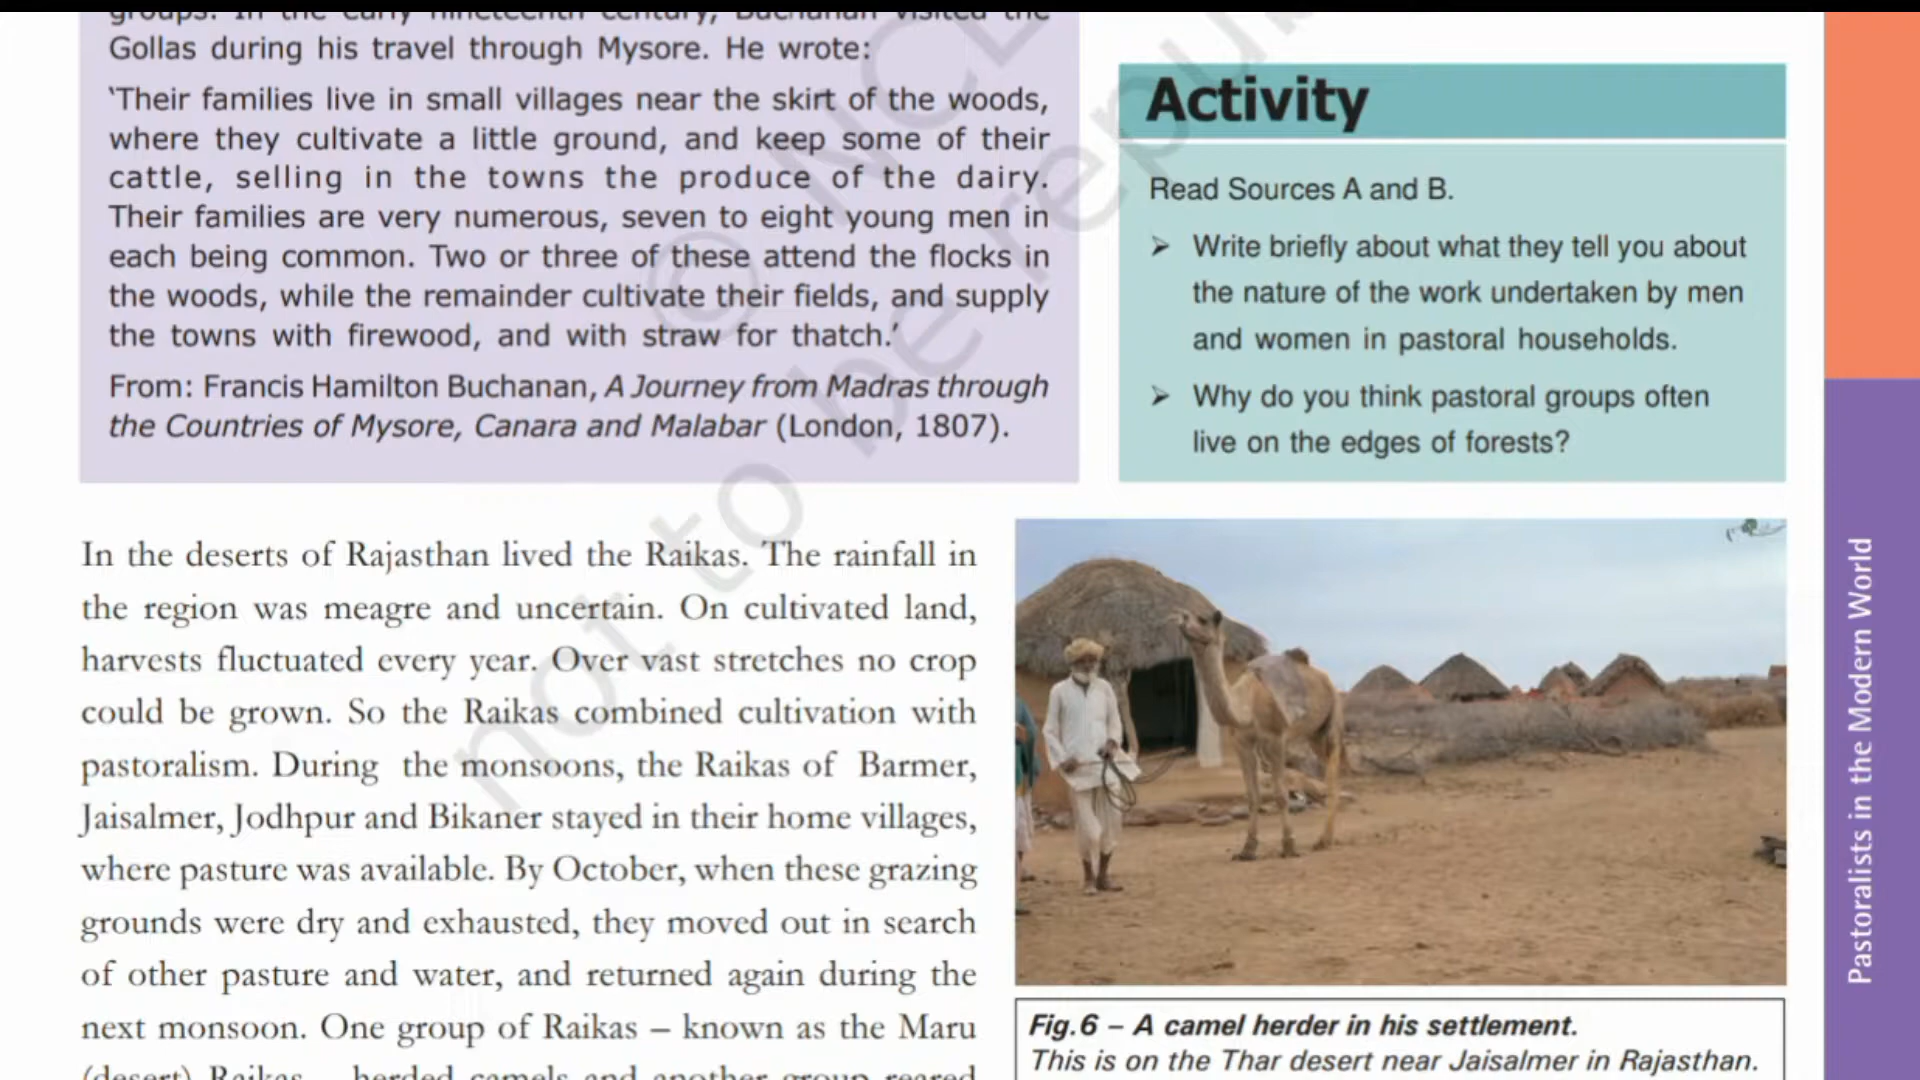 Gollas during his travel through Mysore. He wrote:
‘Their families live in small villages near the skirt of the woods,
where they cultivate a little ground, and keep some of their
cattle, selling in the towns the produce of the dairy.
Their families are very numerous, seven to eight young men in
each being common. Two or three of these attend the flocks in
the woods, while the remainder cultivate their fields, and supply
the towns with firewood, and with straw for thatch.’
From: Francis Hamilton Buchanan, A Journey from Madras through
the Countries of Mysore, Canara and Malabar (London, 1807).
Activity
Read Sources A and B.
➤ Write briefly about what they tell you about
the nature of the work undertaken by men
and women in pastoral households.
➤ Why do you think pastoral groups often
live on the edges of forests?
In the deserts of Rajasthan lived the Raikas. The rainfall in
the region was meagre and uncertain. On cultivated land,
harvests fluctuated every year. Over vast stretches no crop
could be grown. So the Raikas combined cultivation with
pastoralism. During the monsoons, the Raikas of Barmer,
Jaisalmer, Jodhpur and Bikaner stayed in their home villages,
where pasture was available. By October, when these grazing
grounds were dry and exhausted, they moved out in search
of other pasture and water, and returned again during the
next monsoon. One group of Raikas – known as the Maru
(desert) Raikas – herded camels and another group reared
Fig.6 – A camel herder in his settlement.
This is on the Thar desert near Jaisalmer in Rajasthan.
Pastoralists in the Modern World
not to be